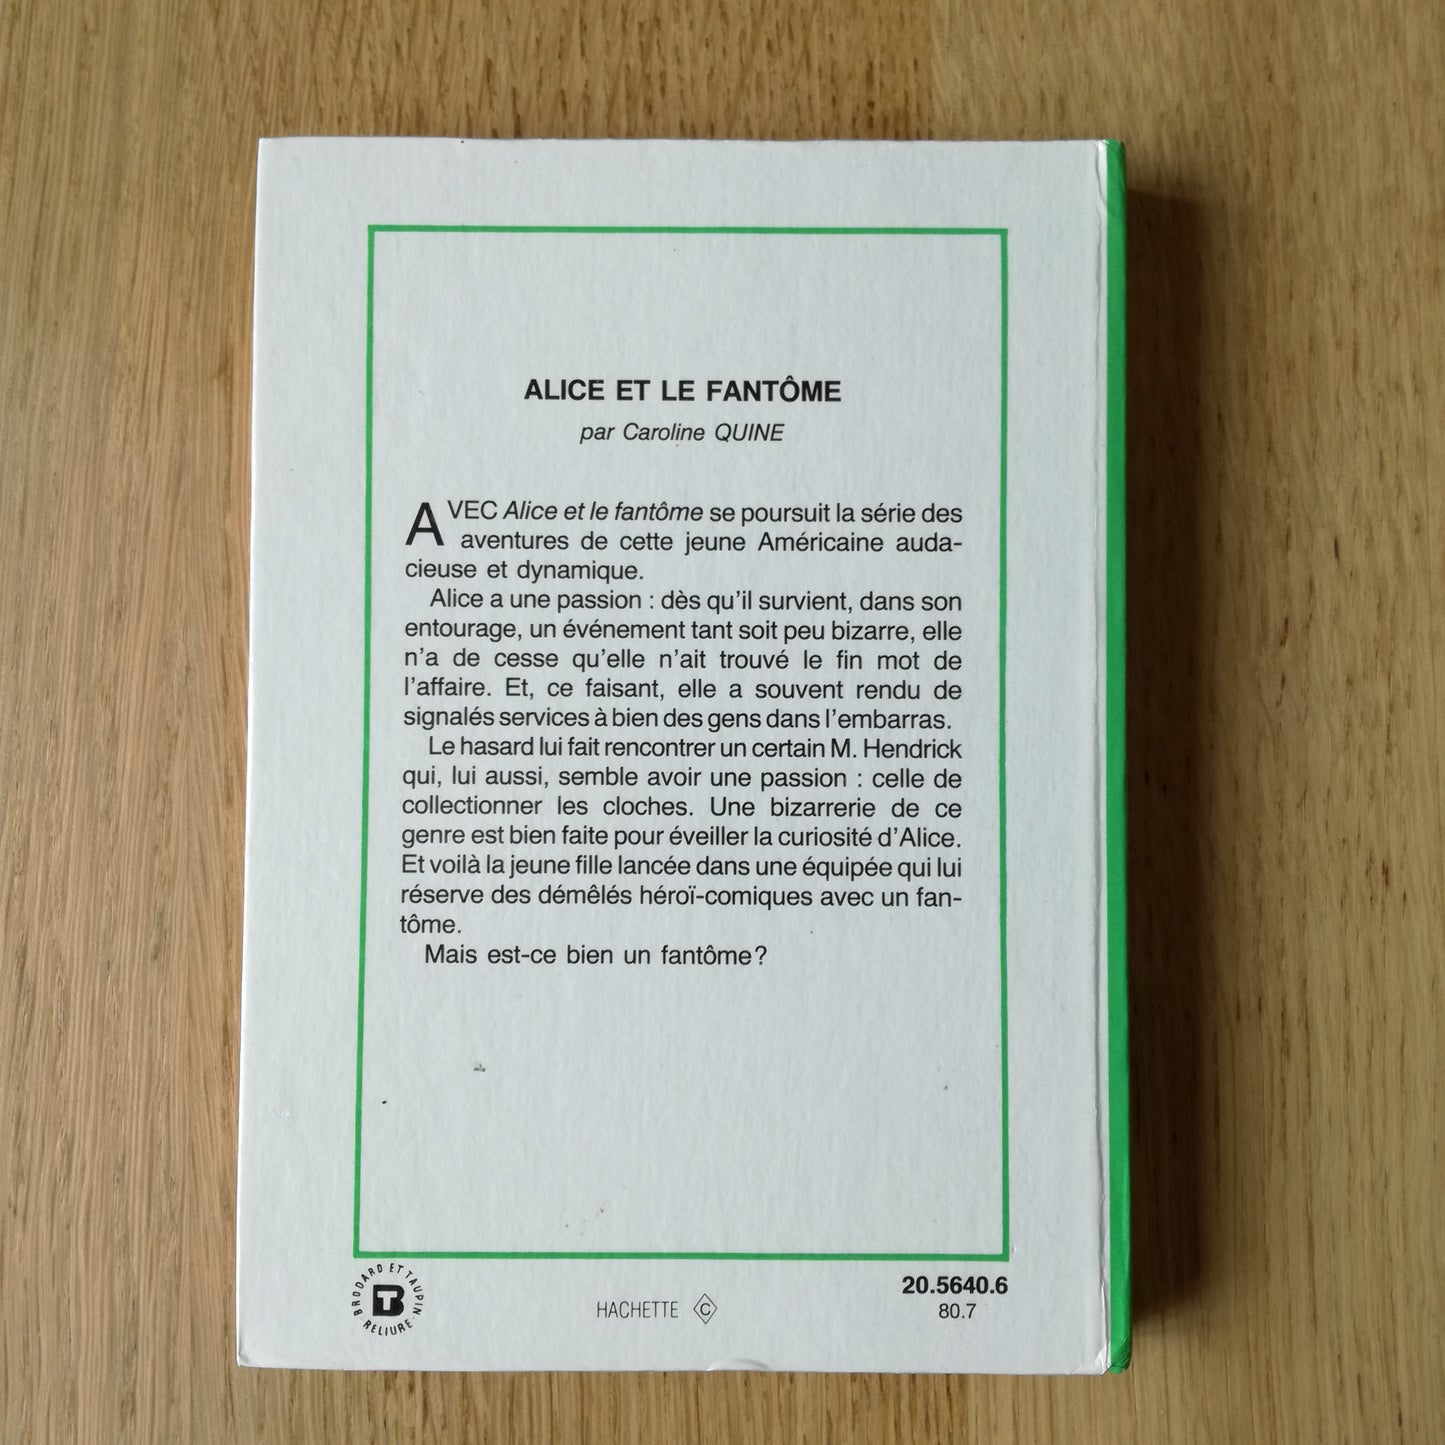 ALICE ET LE FANTÔME
par Caroline QUINE
AVEC Alice et le fantôme se poursuit la série des
aventures de cette jeune Américaine auda-
cieuse et dynamique.
Alice a une passion : dès qu'il survient, dans son
entourage, un événement tant soit peu bizarre, elle
n'a de cesse qu'elle n'ait trouvé le fin mot de
l'affaire. Et, ce faisant, elle a souvent rendu de
signalés services à bien des gens dans l'embarras.
Le hasard lui fait rencontrer un certain M. Hendrick
qui, lui aussi, semble avoir une passion : celle de
collectionner les cloches. Une bizarrerie de ce
genre est bien faite pour éveiller la curiosité d'Alice.
Et voilà la jeune fille lancée dans une équipée qui lui
réserve des démêlés héroï-comiques avec un fan-
tôme.
Mais est-ce bien un fantôme ?
BRODARD ET TAUPIN
BT
RELIURE
HACHETTE C
20.5640.6
80.7